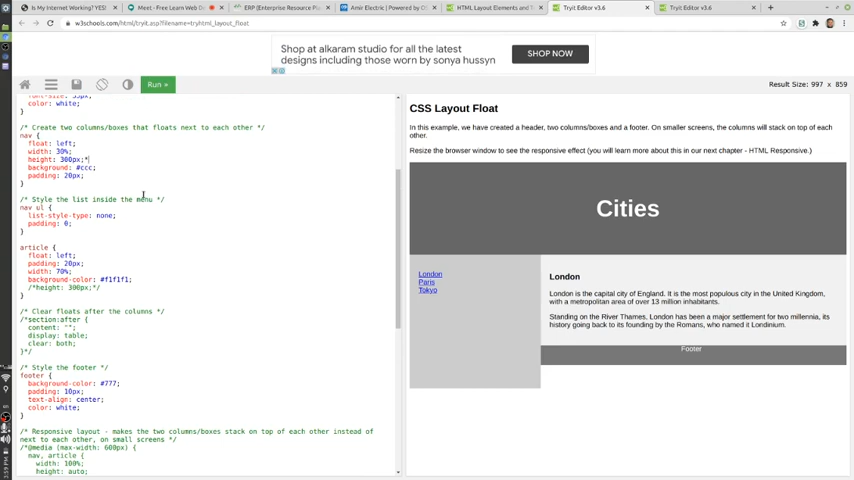 Is My Internet Working?
Meet - Free Learn Web De
ERP (Enterprise Resource Pla
Amir Electric | Powered by O
HTML Layout Elements and T
Tryit Editor v3.6
Tryit Editor v3.6
w3schools.com/html/tryit.asp?filename=tryhtml_layout_float
Shop at alkaram studio for all the latest
designs including those worn by sonya hussyn
SHOP NOW
Run »
Result Size: 997 x 859
color: white;
}
/* Create two columns/boxes that floats next to each other */
nav {
float: left;
width: 30%;
height: 300px;*
background: #ccc;
padding: 20px;
}
/* Style the list inside the menu */
nav ul {
list-style-type: none;
padding: 0;
}
article {
float: left;
padding: 20px;
width: 70%;
background-color: #f1f1f1;
/*height: 300px;*/
}
/* Clear floats after the columns */
/*section:after {
content: "";
display: table;
clear: both;
}*/
/* Style the footer */
footer {
background-color: #777;
padding: 10px;
text-align: center;
color: white;
}
/* Responsive layout - makes the two columns/boxes stack on top of each other instead of
next to each other, on small screens */
/*@media (max-width: 600px) {
nav, article {
width: 100%;
height: auto;
CSS Layout Float
In this example, we have created a header, two columns/boxes and a footer. On smaller screens, the columns will stack on top of each
other.
Resize the browser window to see the responsive effect (you will learn more about this in our next chapter - HTML Responsive.)
Cities
London
Paris
Tokyo
London
London is the capital city of England. It is the most populous city in the United Kingdom,
with a metropolitan area of over 13 million inhabitants.
Standing on the River Thames, London has been a major settlement for two millennia, its
history going back to its founding by the Romans, who named it Londinium.
Footer
3:59 PM